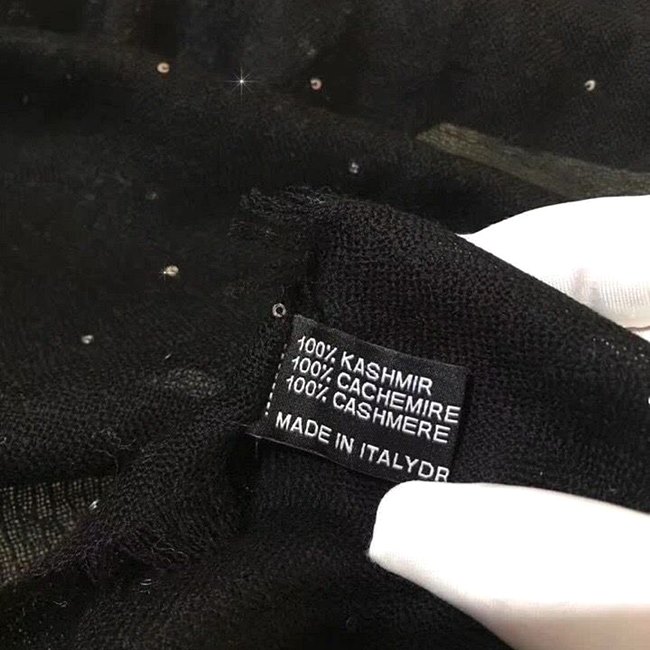 100% KASHMIR
100% CACHEMIRE
100% CASHMERE
MADE IN ITALYDR